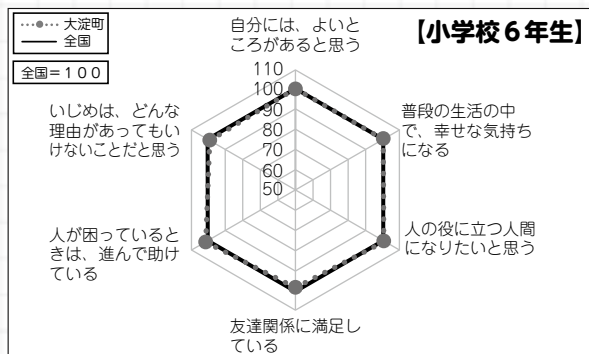 大淀町
全国
全国＝１００
【小学校６年生】
自分には、よいと
ころがあると思う
110
100
90
80
70
60
50
普段の生活の中
で、幸せな気持ち
になる
人の役に立つ人間
になりたいと思う
友達関係に満足し
ている
人が困っているとき
は、進んで助け
ている
いじめは、どんな
理由があってもい
けないことだと思う